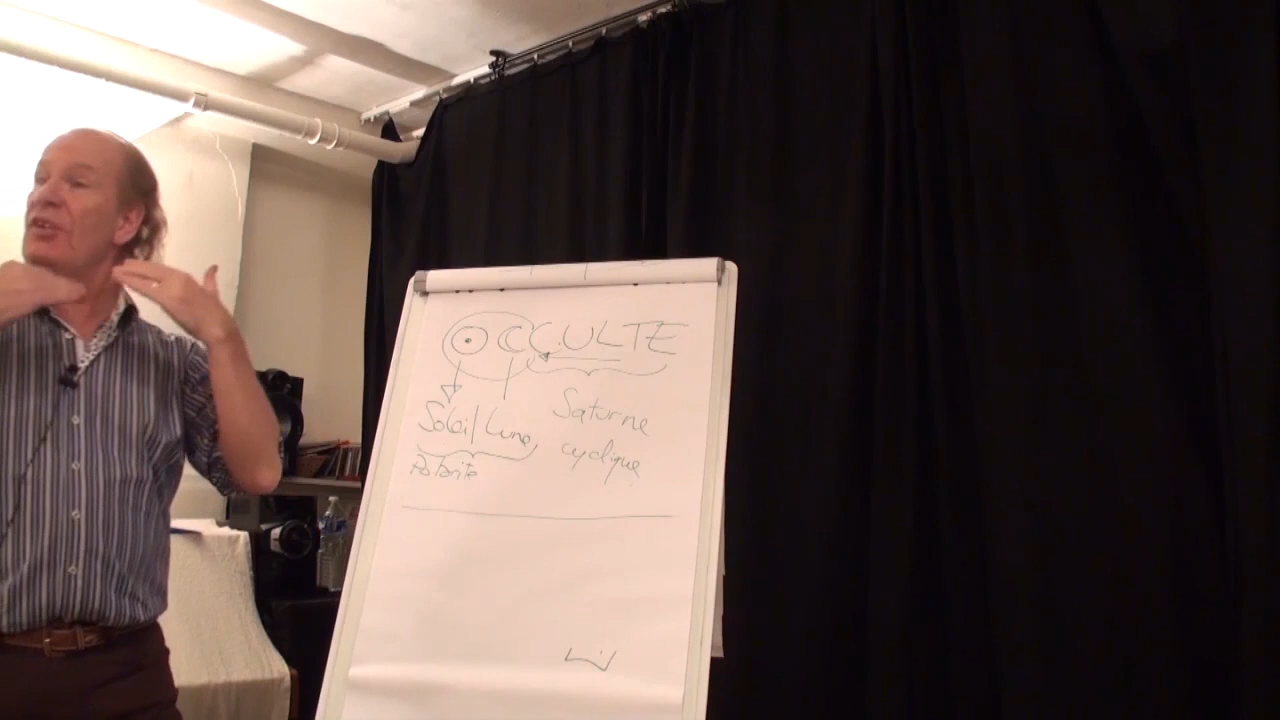 OCCULTE
Soleil / Lune
Saturne
cyclique
Polarité